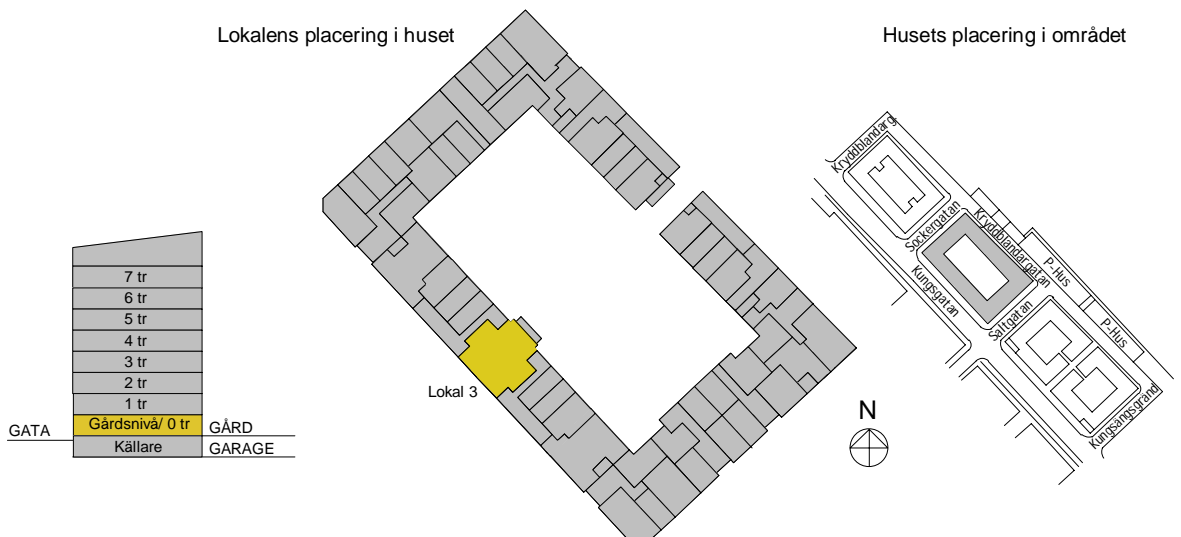 Lokalens placering i huset
Husets placering i området
7 tr
6 tr
5 tr
4 tr
3 tr
2 tr
1 tr
Gårdsnivå/ 0 tr
Källare
GATA
GÅRD
GARAGE
Lokal 3
N
Kryddblandarg
Sockergatan
Kryddblandargatan
Kungsgatan
P-Hus
Saltgatan
P-Hus
Kungsängsgränd